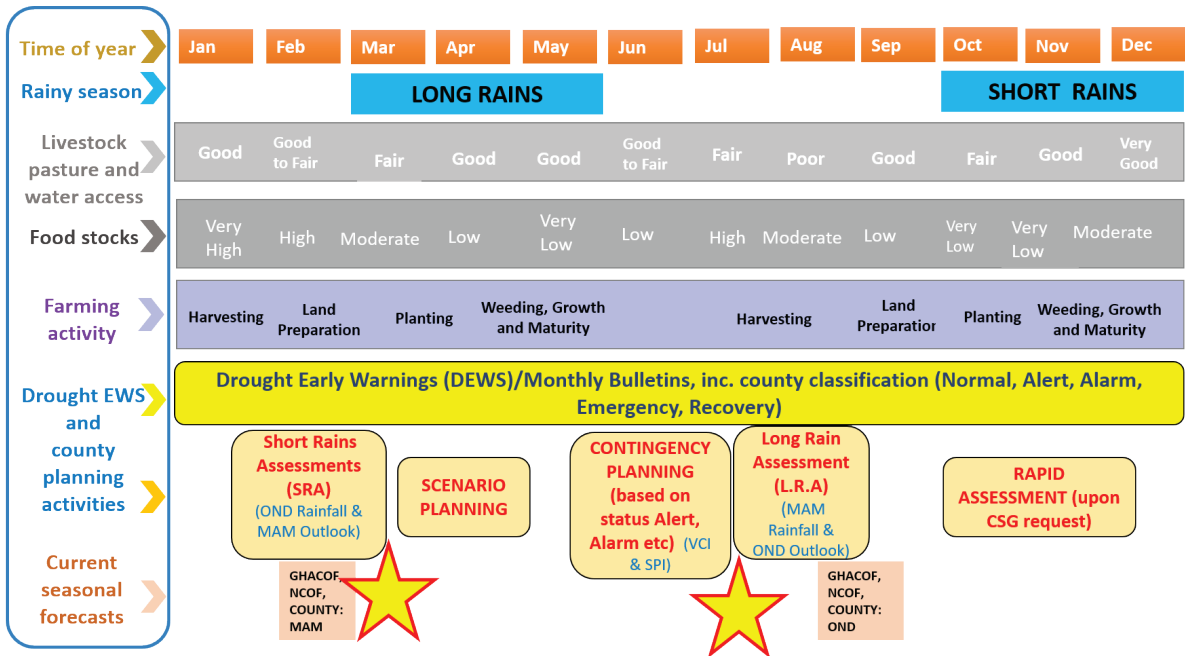 Time of year
Jan
Feb
Mar
Apr
May
Jun
Jul
Aug
Sep
Oct
Nov
Dec
Rainy season
LONG RAINS
SHORT RAINS
Livestock
pasture and
water access
Good
Good
to Fair
Fair
Good
Good
Good
to Fair
Fair
Poor
Good
Fair
Good
Very
Good
Food stocks
Very
High
High
Moderate
Low
Very
Low
Low
High
Moderate
Low
Very
Low
Very
Low
Moderate
Farming
activity
Harvesting
Land
Preparation
Planting
Weeding, Growth
and Maturity
Harvesting
Land
Preparation
Planting
Weeding, Growth
and Maturity
Drought EWS
and
county
planning
activities
Drought Early Warnings (DEWS)/Monthly Bulletins, inc. county classification (Normal, Alert, Alarm,
Emergency, Recovery)
Short Rains
Assessments
(SRA)
(OND Rainfall &
MAM Outlook)
SCENARIO
PLANNING
CONTINGENCY
PLANNING
(based on
status Alert,
Alarm etc) (VCI
& SPI)
Long Rain
Assessment
(L.R.A)
(MAM
Rainfall &
OND Outlook)
RAPID
ASSESSMENT (upon
CSG request)
Current
seasonal
forecasts
GHACOF,
NCOF,
COUNTY:
MAM
GHACOF,
NCOF,
COUNTY:
OND